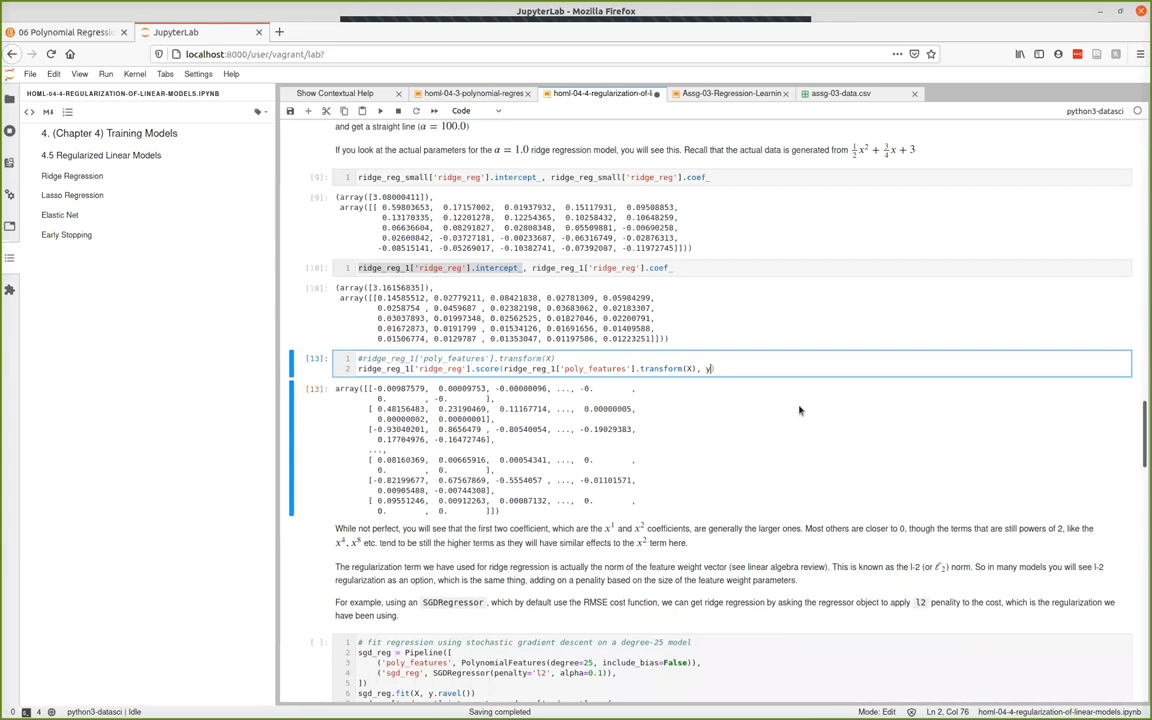 JupyterLab - Mozilla Firefox
06 Polynomial Regressi
JupyterLab
localhost:8000/user/vagrant/lab?
File Edit View Run Kernel Tabs Settings Help
HOML-04-4-REGULARIZATION-OF-LINEAR-MODELS.IPYNB
4. (Chapter 4) Training Models
4.5 Regularized Linear Models
Ridge Regression
Lasso Regression
Elastic Net
Early Stopping
Show Contextual Help
homl-04-3-polynomial-regres
homl-04-4-regularization-of-l
Assg-03-Regression-Learnin
assg-03-data.csv
Code
python3-datasci
and get a straight line (α = 100.0)
If you look at the actual parameters for the α = 1.0 ridge regression model, you will see this. Recall that the actual data is generated from ½x² + ¾x + 3
[9]: 1 ridge_reg_small['ridge_reg'].intercept_, ridge_reg_small['ridge_reg'].coef_
[9]: (array([3.08000411]),
array([[ 0.59803653, 0.17157002, 0.01937932, 0.15117931, 0.09508853,
0.13170335, 0.12201278, 0.12254365, 0.10258432, 0.10648259,
0.06636604, 0.08291827, 0.02808348, 0.05509881, -0.00690258,
0.02600842, -0.03727181, -0.00233687, -0.06316749, -0.02876313,
-0.08515141, -0.05269017, -0.10382741, -0.07392087, -0.11972745]]))
[10]: 1 ridge_reg_1['ridge_reg'].intercept_, ridge_reg_1['ridge_reg'].coef_
[10]: (array([3.16156835]),
array([[0.14585512, 0.02779211, 0.08421838, 0.02781309, 0.05984299,
0.0258754 , 0.0459687 , 0.02382198, 0.03683062, 0.02183307,
0.03037893, 0.01997348, 0.02562525, 0.01827046, 0.02200791,
0.01672873, 0.0191799 , 0.01534126, 0.01691656, 0.01409588,
0.01506774, 0.0129787 , 0.01353047, 0.01197586, 0.01223251]]))
[13]: 1 #ridge_reg_1['poly_features'].transform(X)
2 ridge_reg_1['ridge_reg'].score(ridge_reg_1['poly_features'].transform(X), y)
[13]: array([[-0.00987579, 0.00009753, -0.00000096, ..., -0. ,
0. , -0. ],
[ 0.48156483, 0.23190469, 0.11167714, ..., 0.00000005,
0.00000002, 0.00000001],
[-0.93040201, 0.8656479 , -0.80540054, ..., -0.19029383,
0.17704976, -0.16472746],
...,
[ 0.08160369, 0.00665916, 0.00054341, ..., 0. ,
0. , 0. ],
[-0.82199677, 0.67567869, -0.5554057 , ..., -0.01101571,
0.00905488, -0.00744308],
[ 0.09551246, 0.00912263, 0.00087132, ..., 0. ,
0. , 0. ]])
While not perfect, you will see that the first two coefficient, which are the x¹ and x² coefficients, are generally the larger ones. Most others are closer to 0, though the terms that are still powers of 2, like the
x⁴, x⁸ etc. tend to be still the higher terms as they will have similar effects to the x² term here.
The regularization term we have used for ridge regression is actually the norm of the feature weight vector (see linear algebra review). This is known as the l-2 (or ℓ₂) norm. So in many models you will see l-2
regularization as an option, which is the same thing, adding on a penality based on the size of the feature weight parameters.
For example, using an SGDRegressor, which by default use the RMSE cost function, we can get ridge regression by asking the regressor object to apply l2 penality to the cost, which is the regularization we
have been using.
[ ]: 1 # fit regression using stochastic gradient descent on a degree-25 model
2 sgd_reg = Pipeline([
3 ('poly_features', PolynomialFeatures(degree=25, include_bias=False)),
4 ('sgd_reg', SGDRegressor(penalty='l2', alpha=0.1)),
5 ])
6 sgd_reg.fit(X, y.ravel())
0 4 python3-datasci | Idle Saving completed Mode: Edit Ln 2, Col 76 homl-04-4-regularization-of-linear-models.ipynb